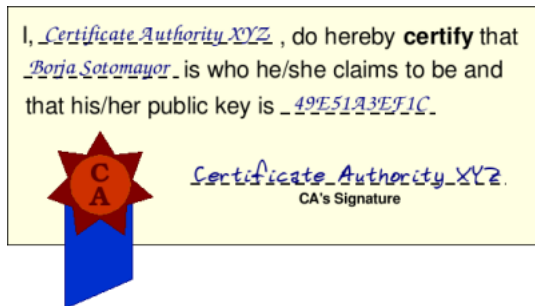 I, Certificate Authority XYZ , do hereby certify that
Borja Sotomayor is who he/she claims to be and
that his/her public key is 49E51A3EF1C
C
A
Certificate Authority XYZ
CA's Signature